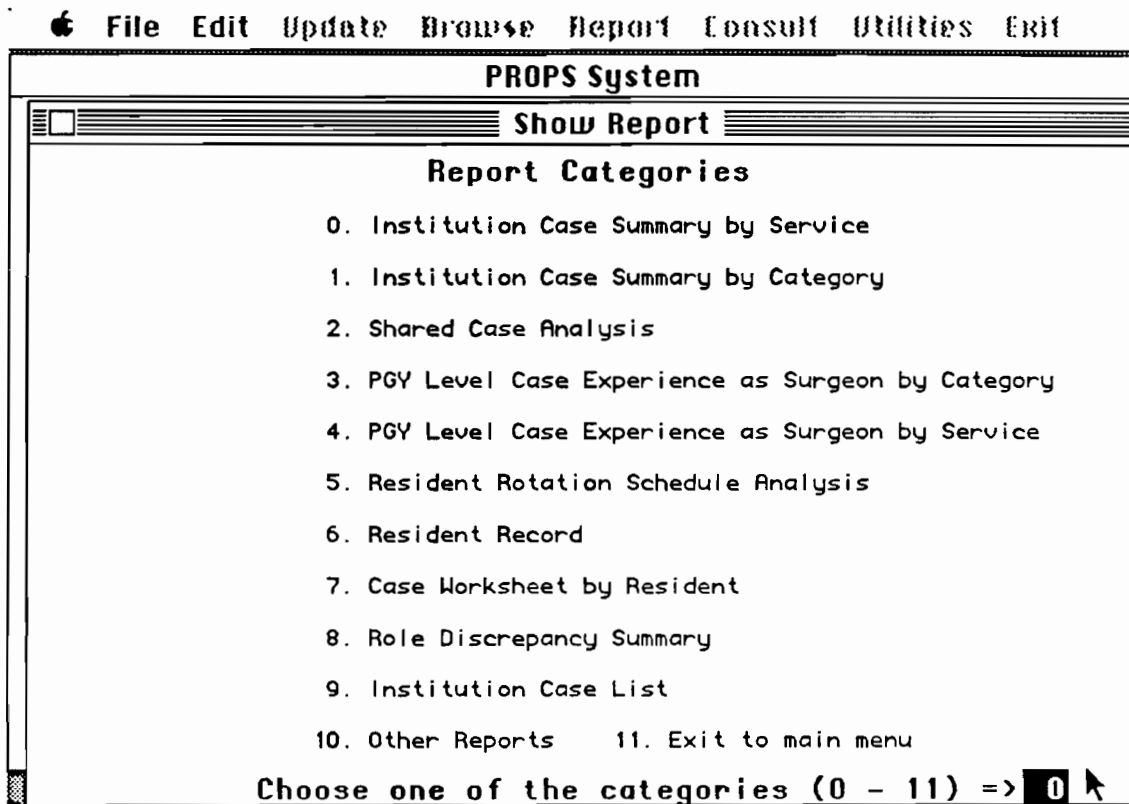 File Edit Update Browse Report Consult Utilities Exit
PROPS System
Show Report
Report Categories
0. Institution Case Summary by Service
1. Institution Case Summary by Category
2. Shared Case Analysis
3. PGY Level Case Experience as Surgeon by Category
4. PGY Level Case Experience as Surgeon by Service
5. Resident Rotation Schedule Analysis
6. Resident Record
7. Case Worksheet by Resident
8. Role Discrepancy Summary
9. Institution Case List
10. Other Reports 11. Exit to main menu
Choose one of the categories (0 - 11) => 0